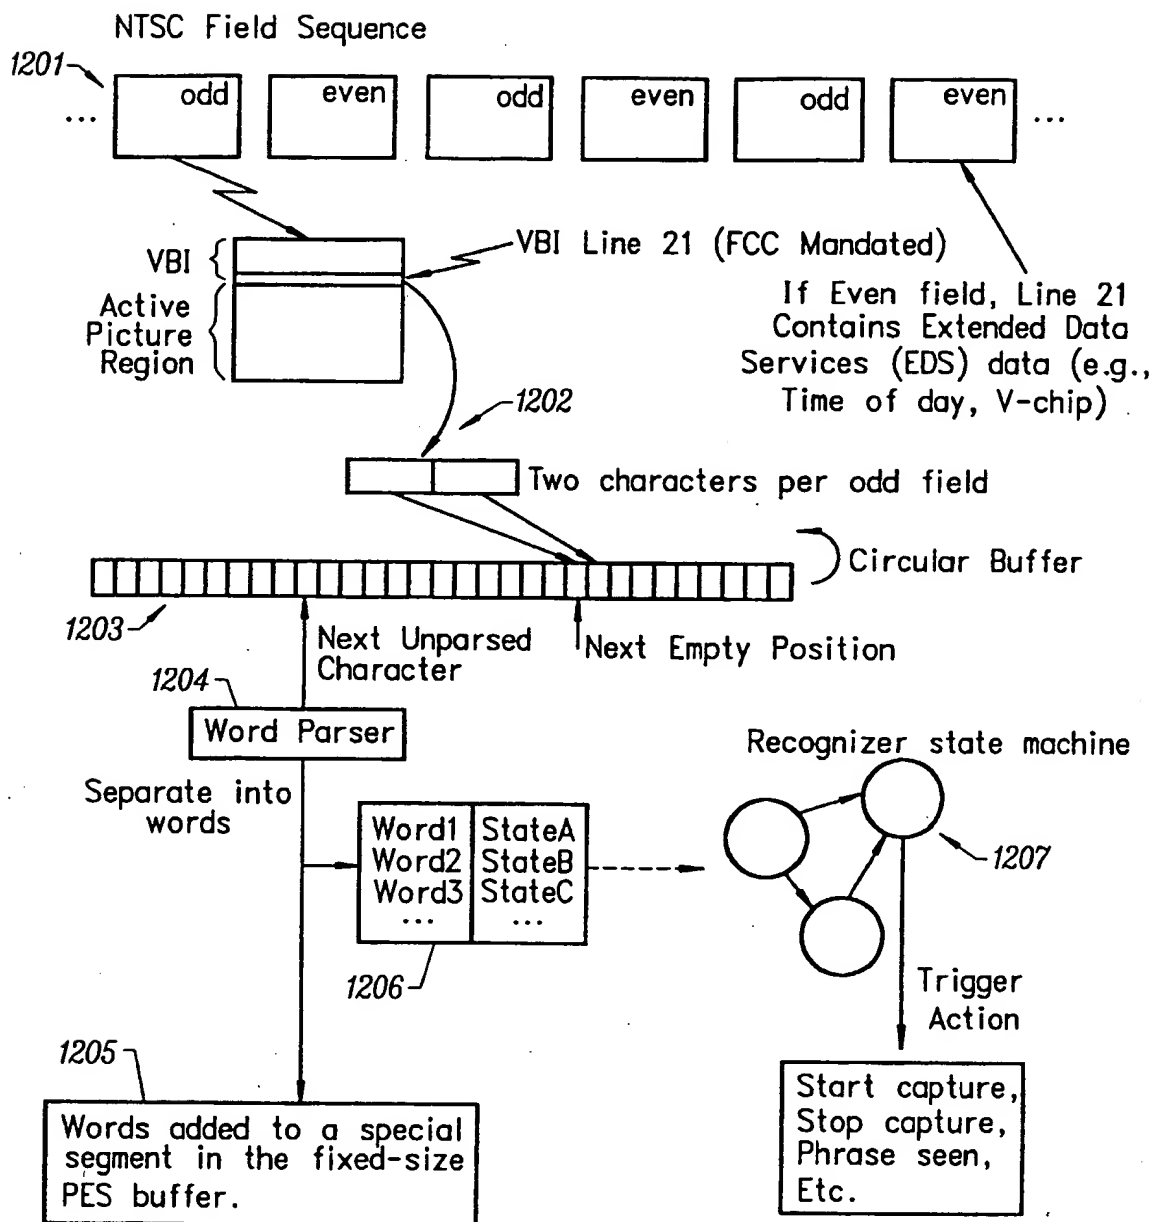 NTSC Field Sequence
1201
... odd even odd even odd even ...
VBI
VBI Line 21 (FCC Mandated)
Active
Picture
Region
If Even field, Line 21
Contains Extended Data
Services (EDS) data (e.g.,
Time of day, V-chip)
1202
Two characters per odd field
Circular Buffer
1203
Next Unparsed
Character
Next Empty Position
1204
Word Parser
Separate into
words
Recognizer state machine
Word1 StateA
Word2 StateB
Word3 StateC
... ...
1206
1207
Trigger
Action
1205
Words added to a special
segment in the fixed-size
PES buffer.
Start capture,
Stop capture,
Phrase seen,
Etc.